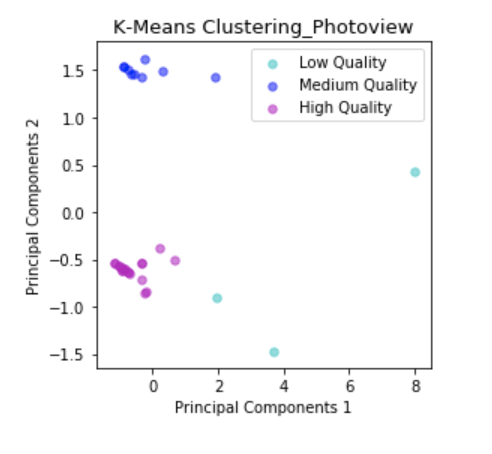 K-Means Clustering_Photoview
Low Quality
Medium Quality
High Quality
1.5
1.0
0.5
0.0
−0.5
−1.0
−1.5
Principal Components 2
0 2 4 6 8
Principal Components 1